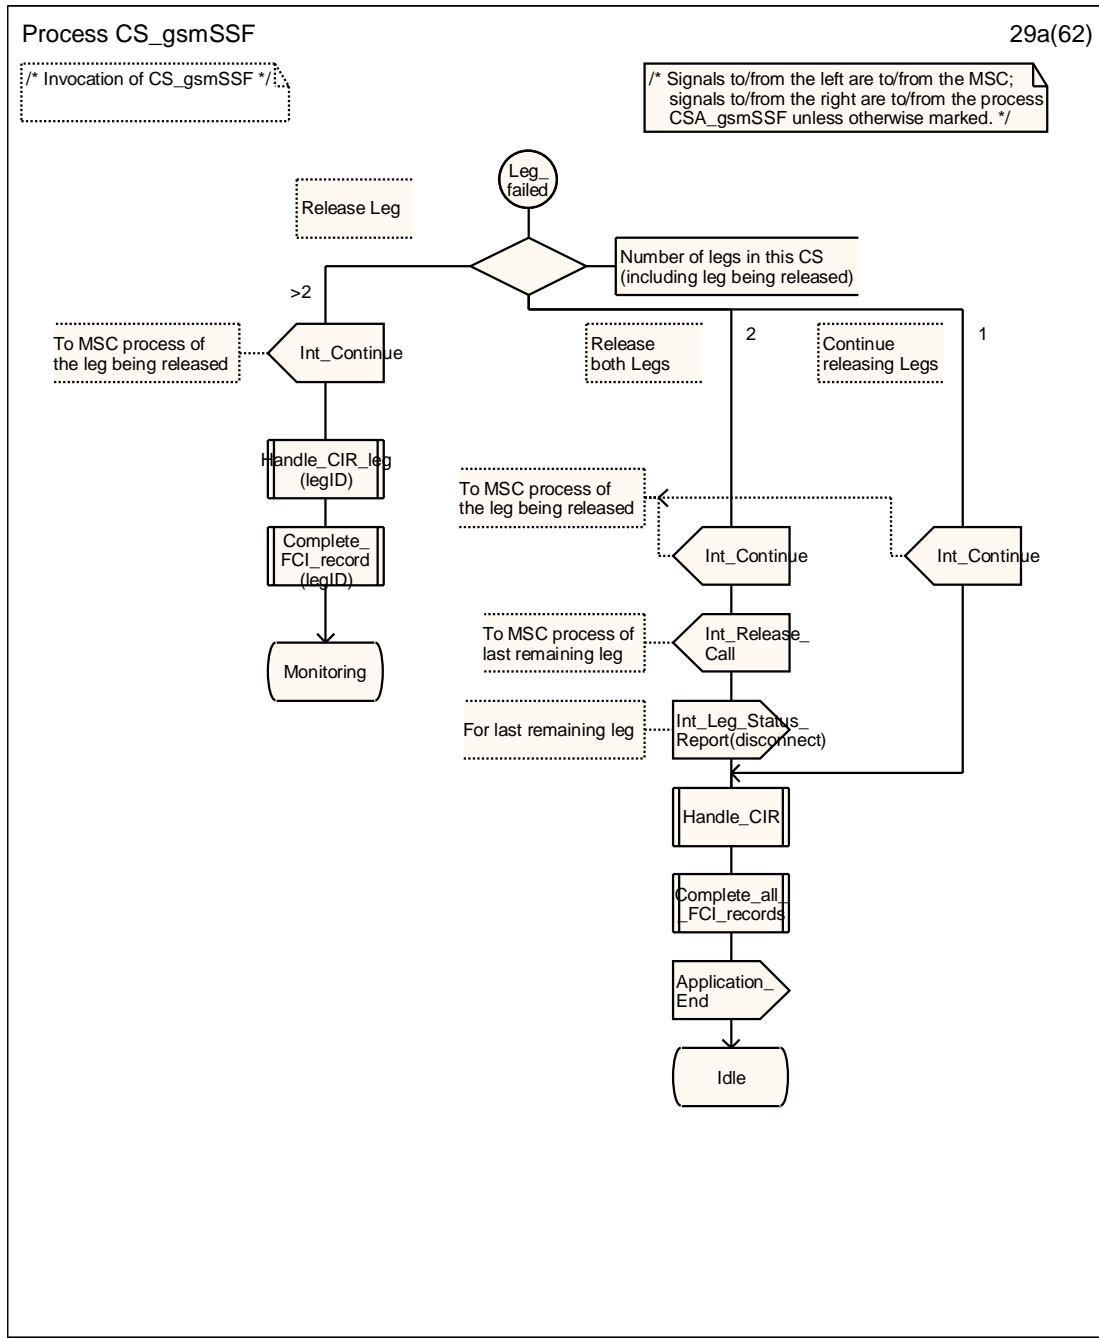 Process CS_gsmSSF
29a(62)
/* Invocation of CS_gsmSSF */
/* Signals to/from the left are to/from the MSC;
signals to/from the right are to/from the process
CSA_gsmSSF unless otherwise marked. */
Leg_
failed
Release Leg
Number of legs in this CS
(including leg being released)
>2
2
1
To MSC process of
the leg being released
Int_Continue
Release
both Legs
Continue
releasing Legs
Handle_CIR_leg
(legID)
To MSC process of
the leg being released
Complete_
FCI_record
(legID)
Int_Continue
Int_Continue
To MSC process of
last remaining leg
Int_Release_
Call
Monitoring
For last remaining leg
Int_Leg_Status_
Report(disconnect)
Handle_CIR
Complete_all_
_FCI_records
Application_
End
Idle